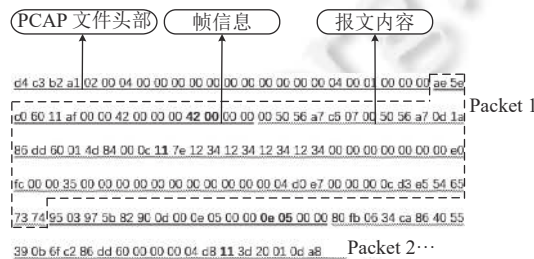 PCAP 文件头部 帧信息 报文内容
d4 c3 b2 a1 02 00 04 00 00 00 00 00 00 00 00 00 00 00 04 00 01 00 00 00 ae 5e
c0 60 11 af 00 00 42 00 00 00 42 00 00 00 00 50 56 a7 c5 07 00 50 56 a7 0d 1a
Packet 1
86 dd 60 01 4d 84 00 0c 11 7e 12 34 12 34 12 34 12 34 00 00 00 00 00 00 00 e0
fc 00 00 35 00 00 00 00 00 00 00 00 00 00 04 d0 e7 00 00 00 0c d3 e5 54 65
73 74 95 03 97 5b 82 90 0d 00 0e 05 00 00 0e 05 00 00 80 fb 06 34 ca 86 40 55
39 0b 6f c2 86 dd 60 00 00 00 04 d8 11 3d 20 01 0d a8 Packet 2…